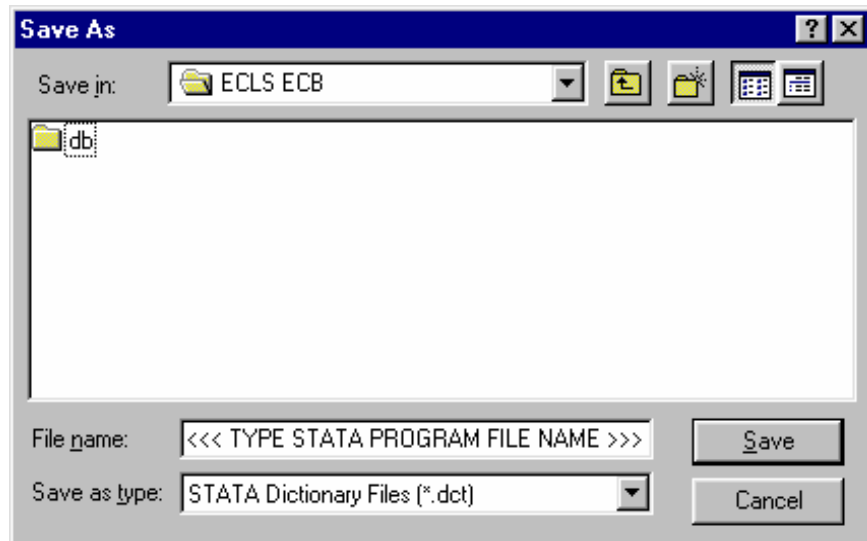 Save As
Save in: ECLS ECB
db
File name: <<< TYPE STATA PROGRAM FILE NAME >>> Save
Save as type: STATA Dictionary Files (*.dct) Cancel